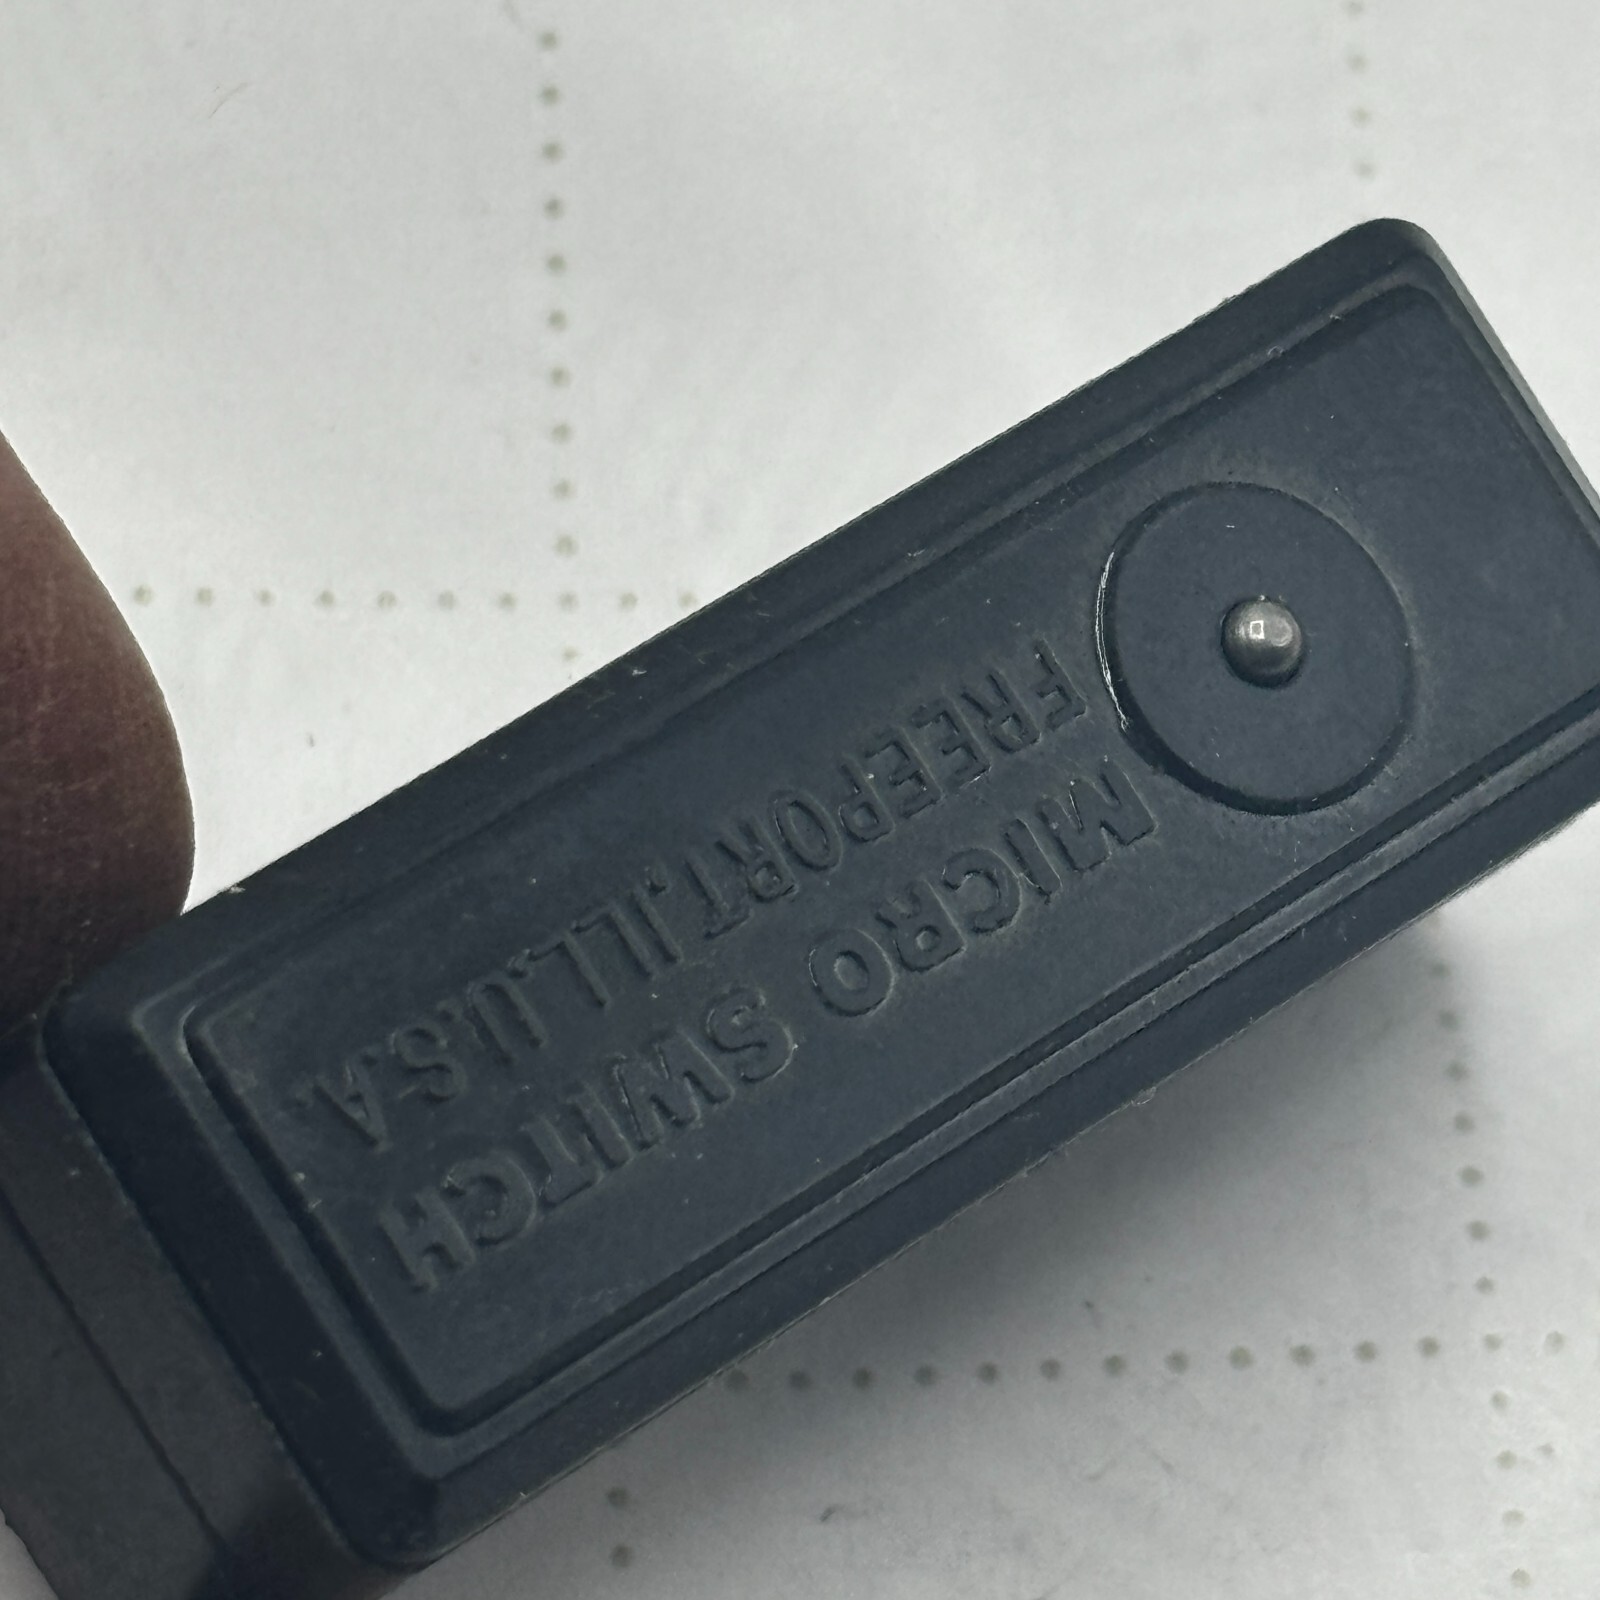 MICRO SWITCH
FREEPORT, ILL. U.S.A.